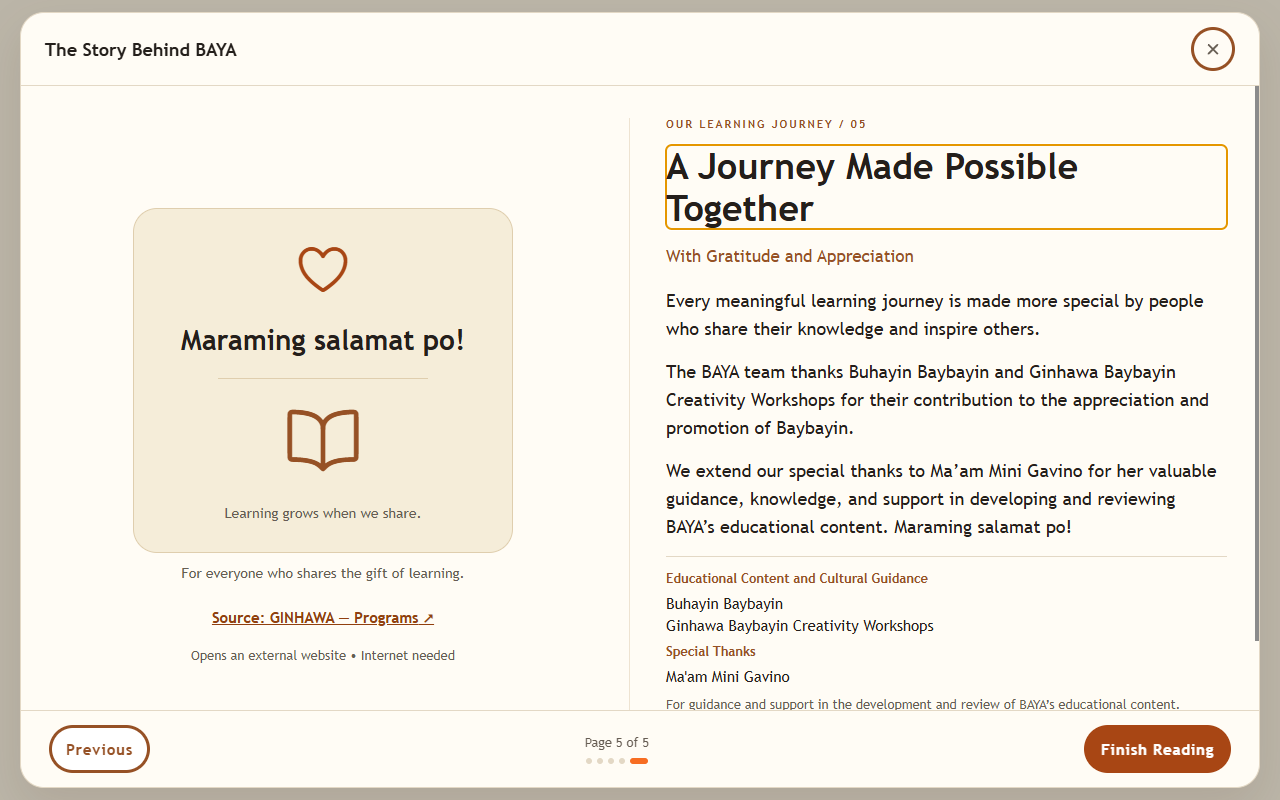 The Story Behind BAYA
Maraming salamat po!
Learning grows when we share.
For everyone who shares the gift of learning.
Source: GINHAWA — Programs ↗
Opens an external website • Internet needed
OUR LEARNING JOURNEY / 05
A Journey Made Possible
Together
With Gratitude and Appreciation
Every meaningful learning journey is made more special by people
who share their knowledge and inspire others.
The BAYA team thanks Buhayin Baybayin and Ginhawa Baybayin
Creativity Workshops for their contribution to the appreciation and
promotion of Baybayin.
We extend our special thanks to Ma’am Mini Gavino for her valuable
guidance, knowledge, and support in developing and reviewing
BAYA’s educational content. Maraming salamat po!
Educational Content and Cultural Guidance
Buhayin Baybayin
Ginhawa Baybayin Creativity Workshops
Special Thanks
Ma'am Mini Gavino
For guidance and support in the development and review of BAYA’s educational content.
Previous
Page 5 of 5
Finish Reading